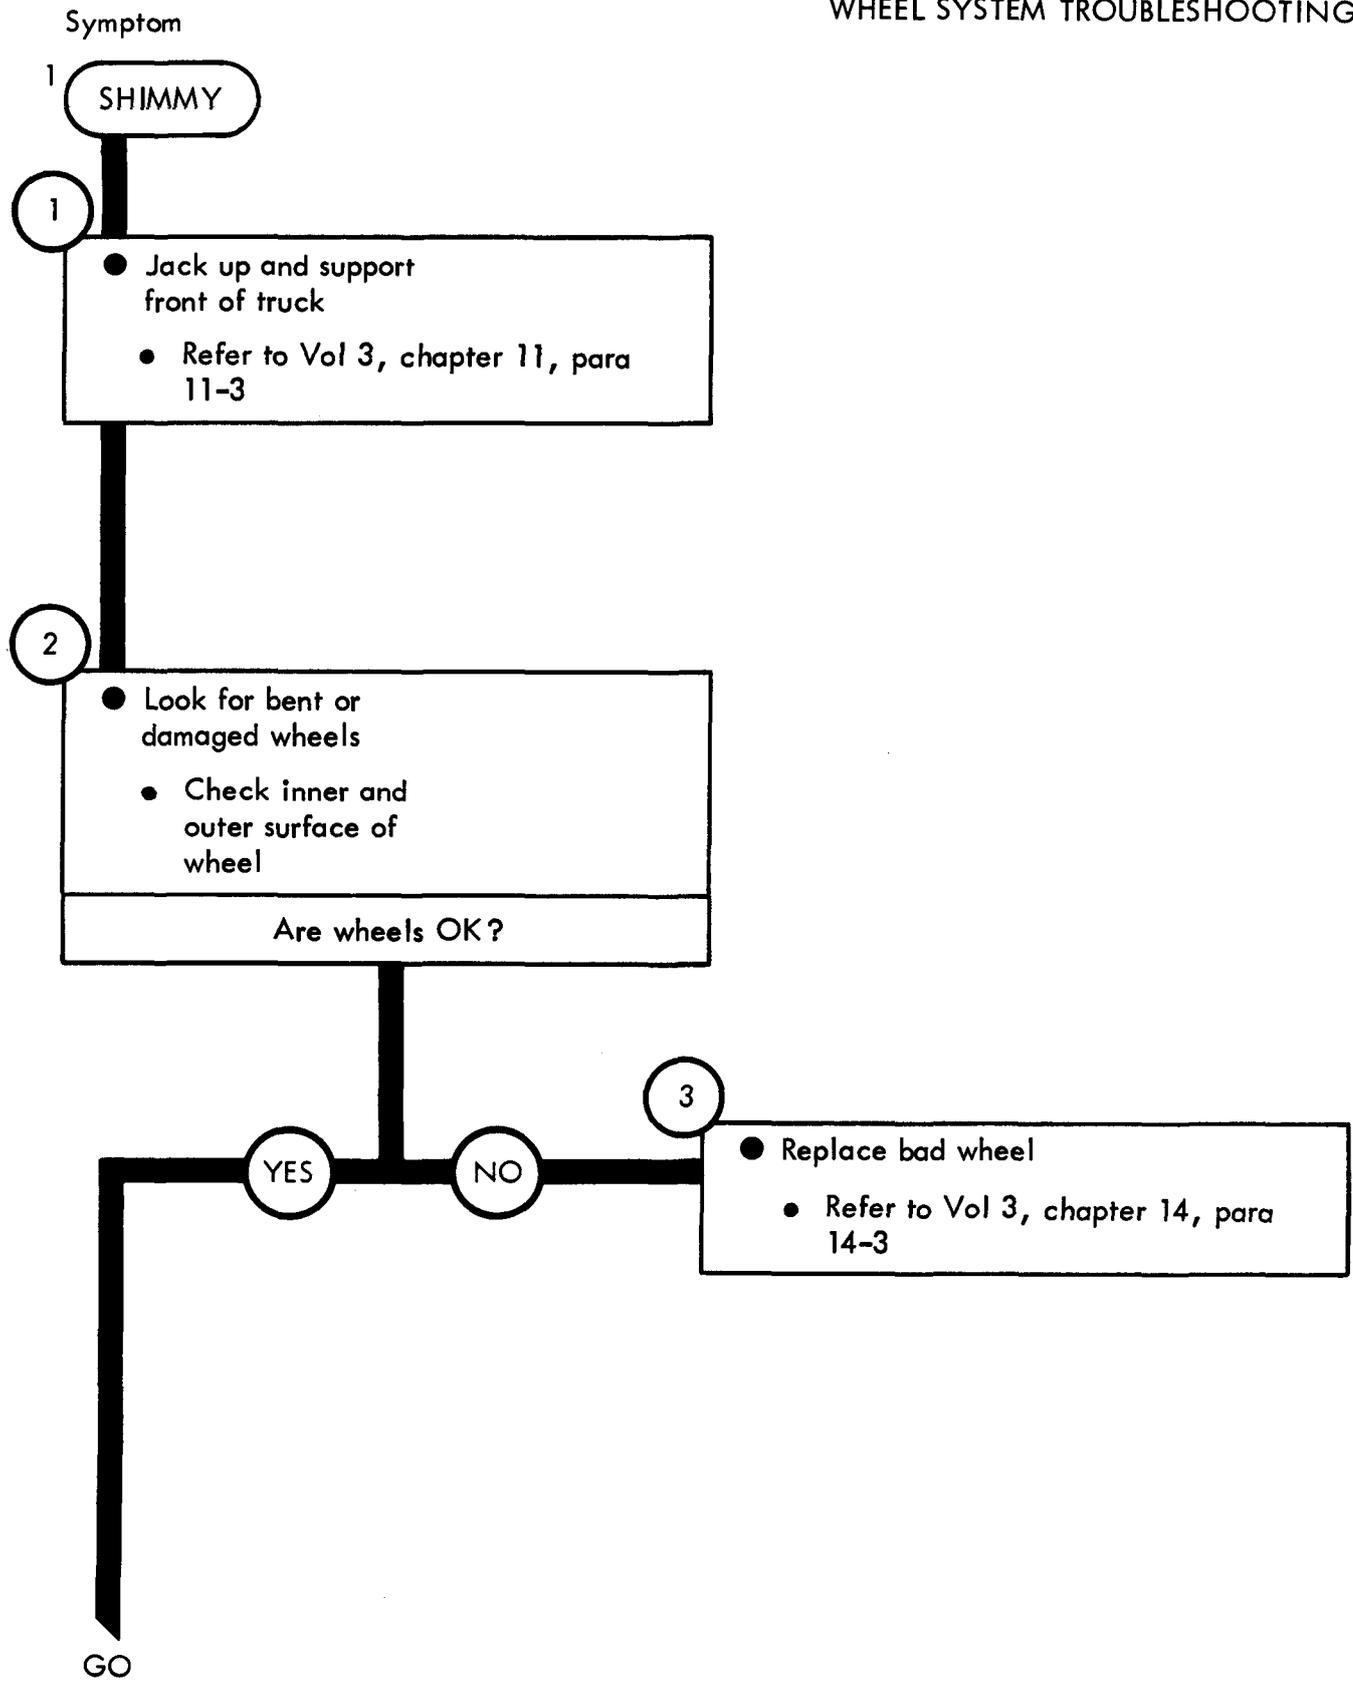 WHEEL SYSTEM TROUBLESHOOTING
Symptom
1
SHIMMY
1
● Jack up and support
front of truck
● Refer to Vol 3, chapter 11, para
11-3
2
● Look for bent or
damaged wheels
● Check inner and
outer surface of
wheel
Are wheels OK?
YES
NO
3
● Replace bad wheel
● Refer to Vol 3, chapter 14, para
14-3
GO